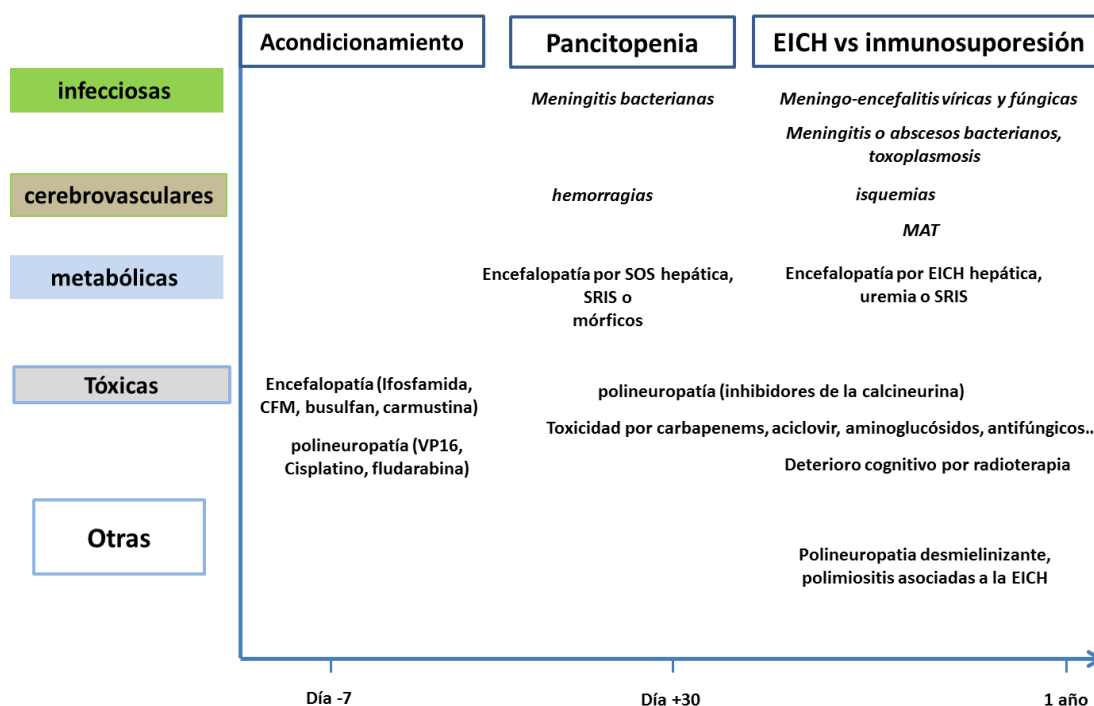 Acondicionamiento
Pancitopenia
EICH vs inmunosuporesión
infecciosas
Meningitis bacterianas
Meningo-encefalitis víricas y fúngicas
Meningitis o abscesos bacterianos,
toxoplasmosis
cerebrovasculares
hemorragias
isquemias
MAT
metabólicas
Encefalopatía por SOS hepática,
SRIS o
mórficos
Encefalopatía por EICH hepática,
uremia o SRIS
Tóxicas
Encefalopatía (Ifosfamida,
CFM, busulfan, carmustina)
polineuropatía (VP16,
Cisplatino, fludarabina)
polineuropatía (inhibidores de la calcineurina)
Toxicidad por carbapenems, aciclovir, aminoglucósidos, antifúngicos..
Deterioro cognitivo por radioterapia
Otras
Polineuropatia desmielinizante,
polimiositis asociadas a la EICH
Día -7
Día +30
1 año